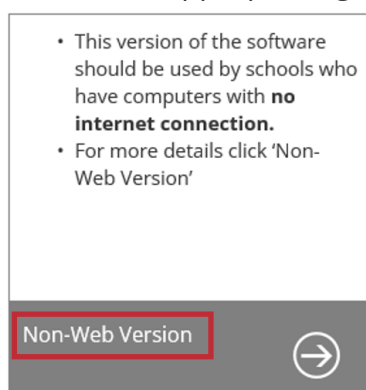 • This version of the software
should be used by schools who
have computers with no
internet connection.
• For more details click ‘Non-
Web Version’
Non-Web Version